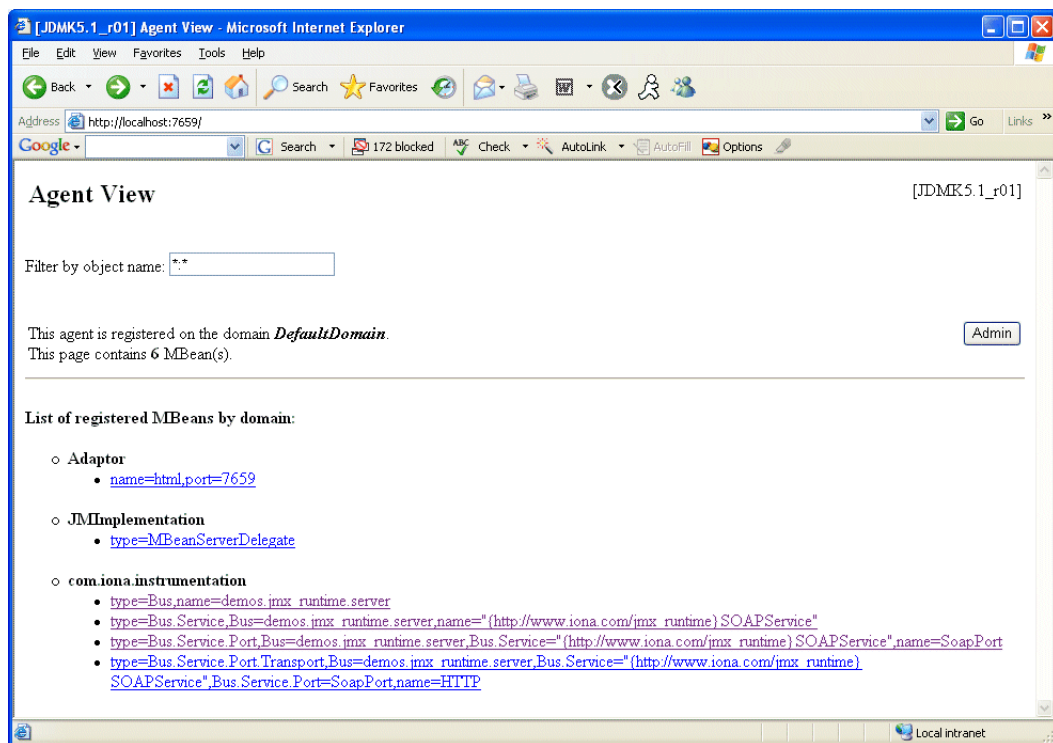 [JDMK5.1_r01] Agent View - Microsoft Internet Explorer
File Edit View Favorites Tools Help
Back Search Favorites W
Address http://localhost:7659/ Go Links »
Google G Search 172 blocked ABC Check AutoLink AutoFill Options
Agent View [JDMK5.1_r01]
Filter by object name: *:*
This agent is registered on the domain DefaultDomain.
Admin
This page contains 6 MBean(s).
List of registered MBeans by domain:
Adaptor
name=html,port=7659
JMImplementation
type=MBeanServerDelegate
com.iona.instrumentation
type=Bus,name=demos.jmx_runtime.server
type=Bus.Service,Bus=demos.jmx_runtime.server,name="{http://www.iona.com/jmx_runtime}SOAPService"
type=Bus.Service.Port,Bus=demos.jmx_runtime.server,Bus.Service="{http://www.iona.com/jmx_runtime}SOAPService",name=SoapPort
type=Bus.Service.Port.Transport,Bus=demos.jmx_runtime.server,Bus.Service="{http://www.iona.com/jmx_runtime}
SOAPService",Bus.Service.Port=SoapPort,name=HTTP
Local intranet